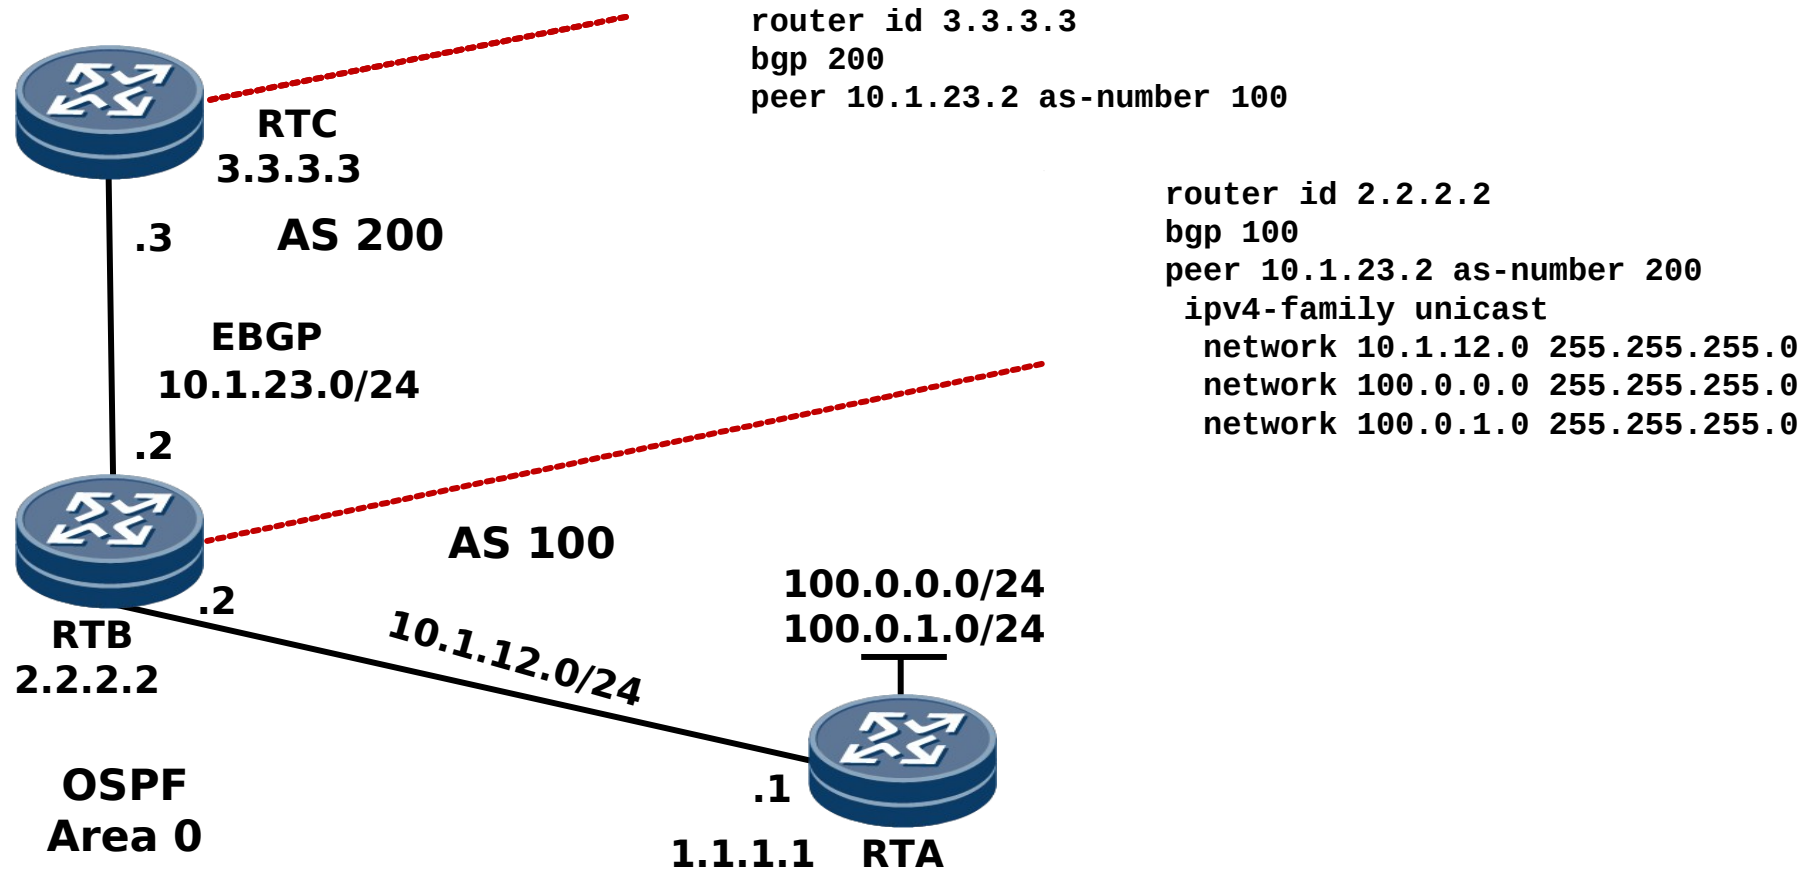 router id 3.3.3.3
bgp 200
peer 10.1.23.2 as-number 100
RTC
3.3.3.3
.3
AS 200
router id 2.2.2.2
bgp 100
peer 10.1.23.2 as-number 200
ipv4-family unicast
network 10.1.12.0 255.255.255.0
network 100.0.0.0 255.255.255.0
network 100.0.1.0 255.255.255.0
EBGP
10.1.23.0/24
.2
AS 100
.2
RTB
2.2.2.2
10.1.12.0/24
100.0.0.0/24
100.0.1.0/24
OSPF
Area 0
.1
1.1.1.1
RTA